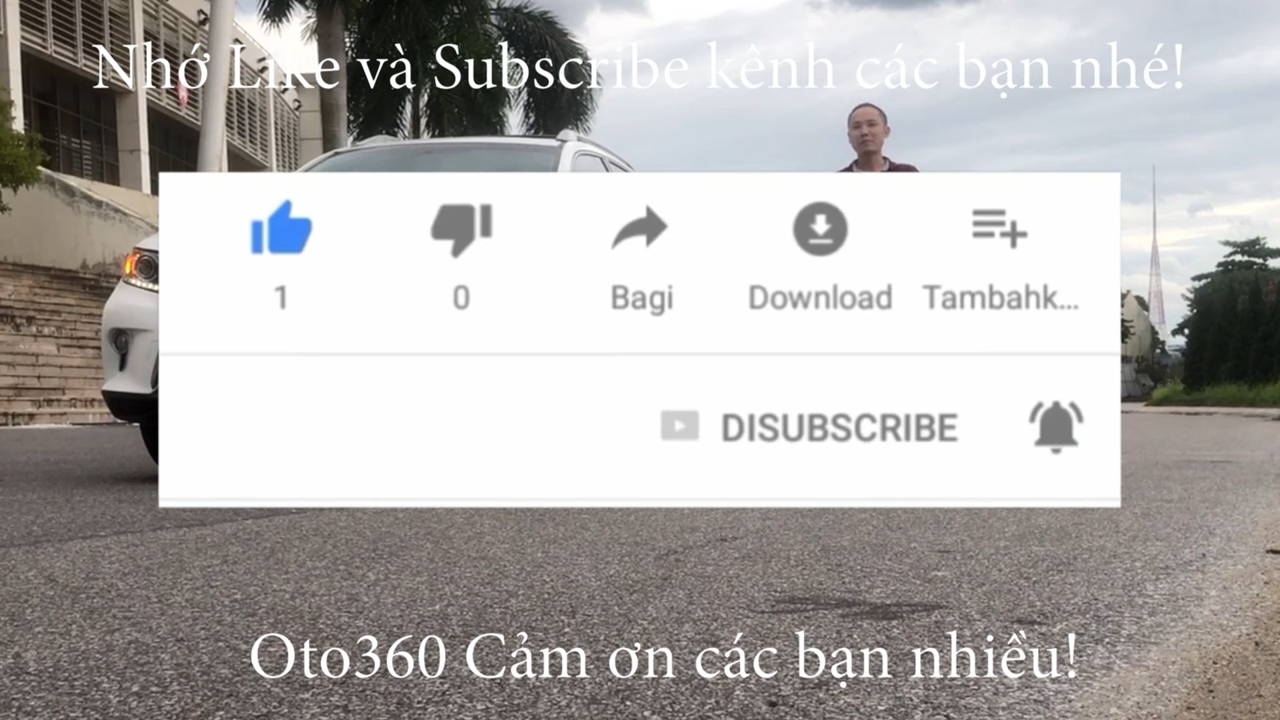 Nhớ Like và Subscribe kênh các bạn nhé!
1 0 Bagi Download Tambahk...
DISUBSCRIBE
Oto360 Cảm ơn các bạn nhiều!